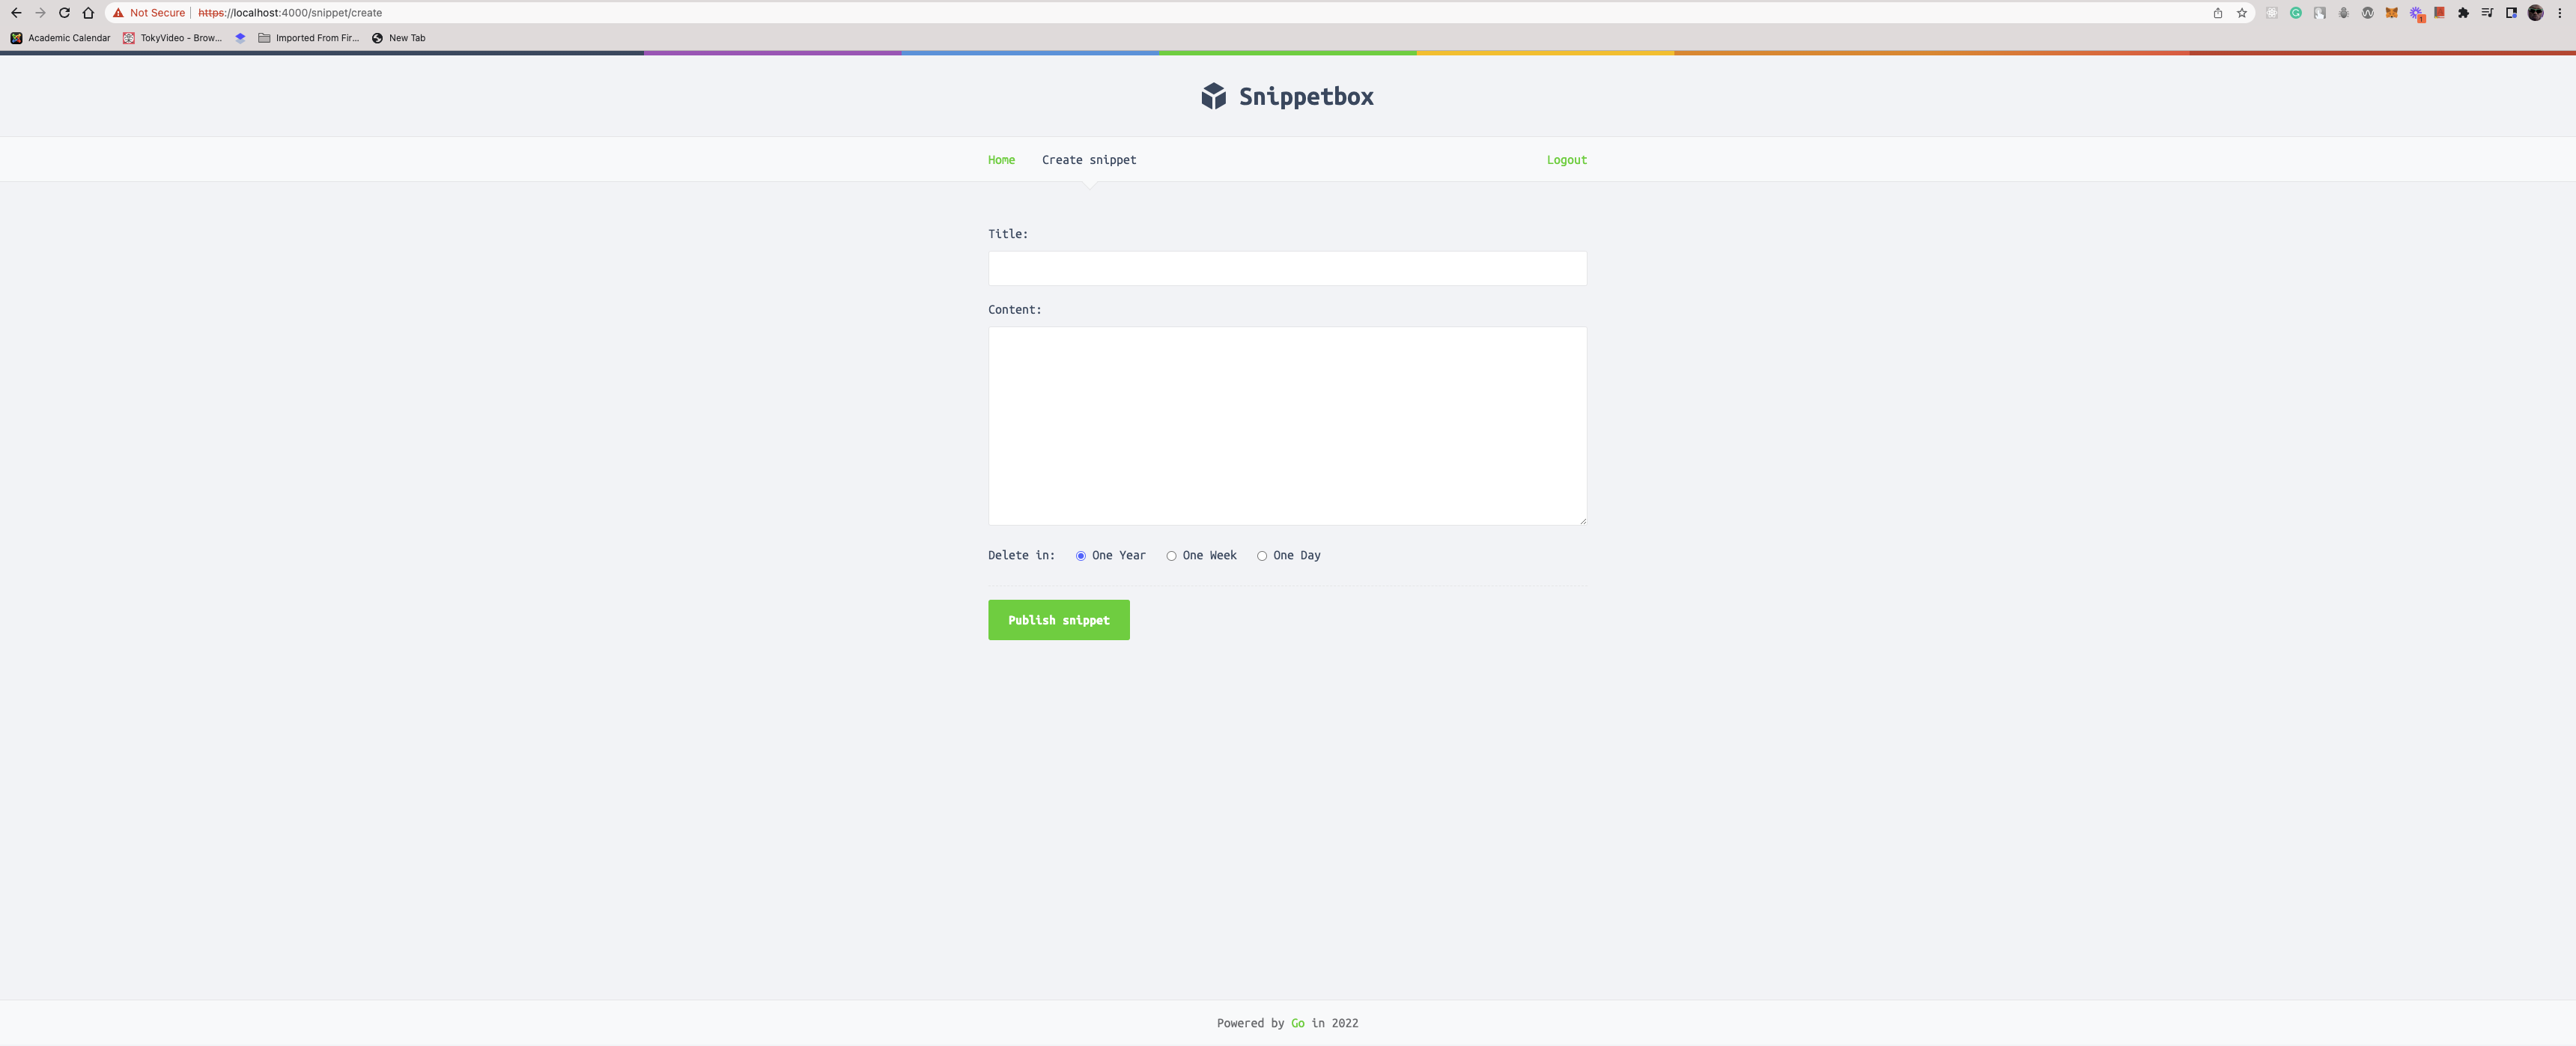 Not Secure https://localhost:4000/snippet/create
Academic Calendar TokyVideo - Brow... Imported From Fir... New Tab
Snippetbox
Home Create snippet Logout
Title:
Content:
Delete in: One Year One Week One Day
Publish snippet
Powered by Go in 2022